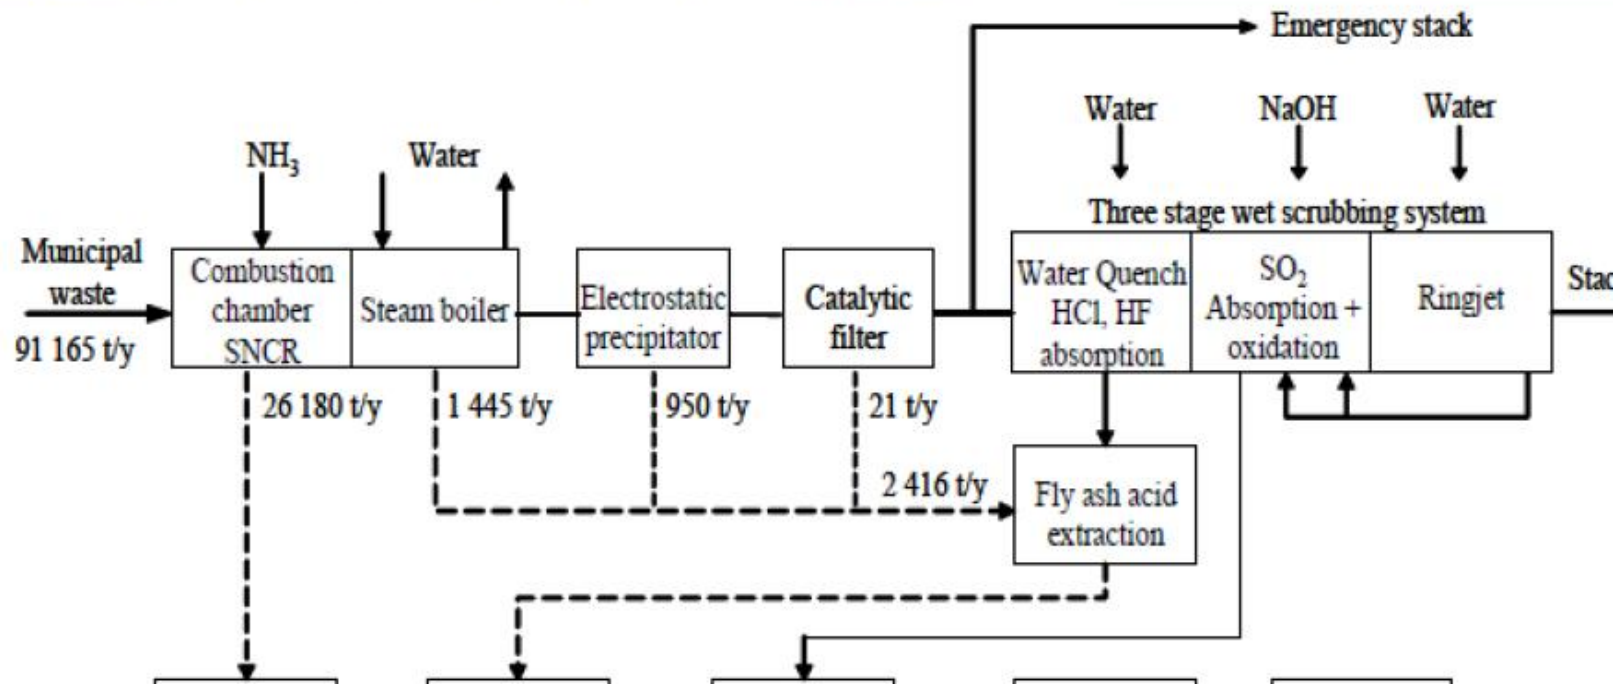 Emergency stack
Water
NaOH
Water
NH₃
Water
Three stage wet scrubbing system
Municipal
waste
91 165 t/y
Combustion
chamber
SNCR
Steam boiler
Electrostatic
precipitator
Catalytic
filter
Water Quench
HCl, HF
absorption
SO₂
Absorption +
oxidation
Ringjet
Stac
26 180 t/y
1 445 t/y
950 t/y
21 t/y
2 416 t/y
Fly ash acid
extraction